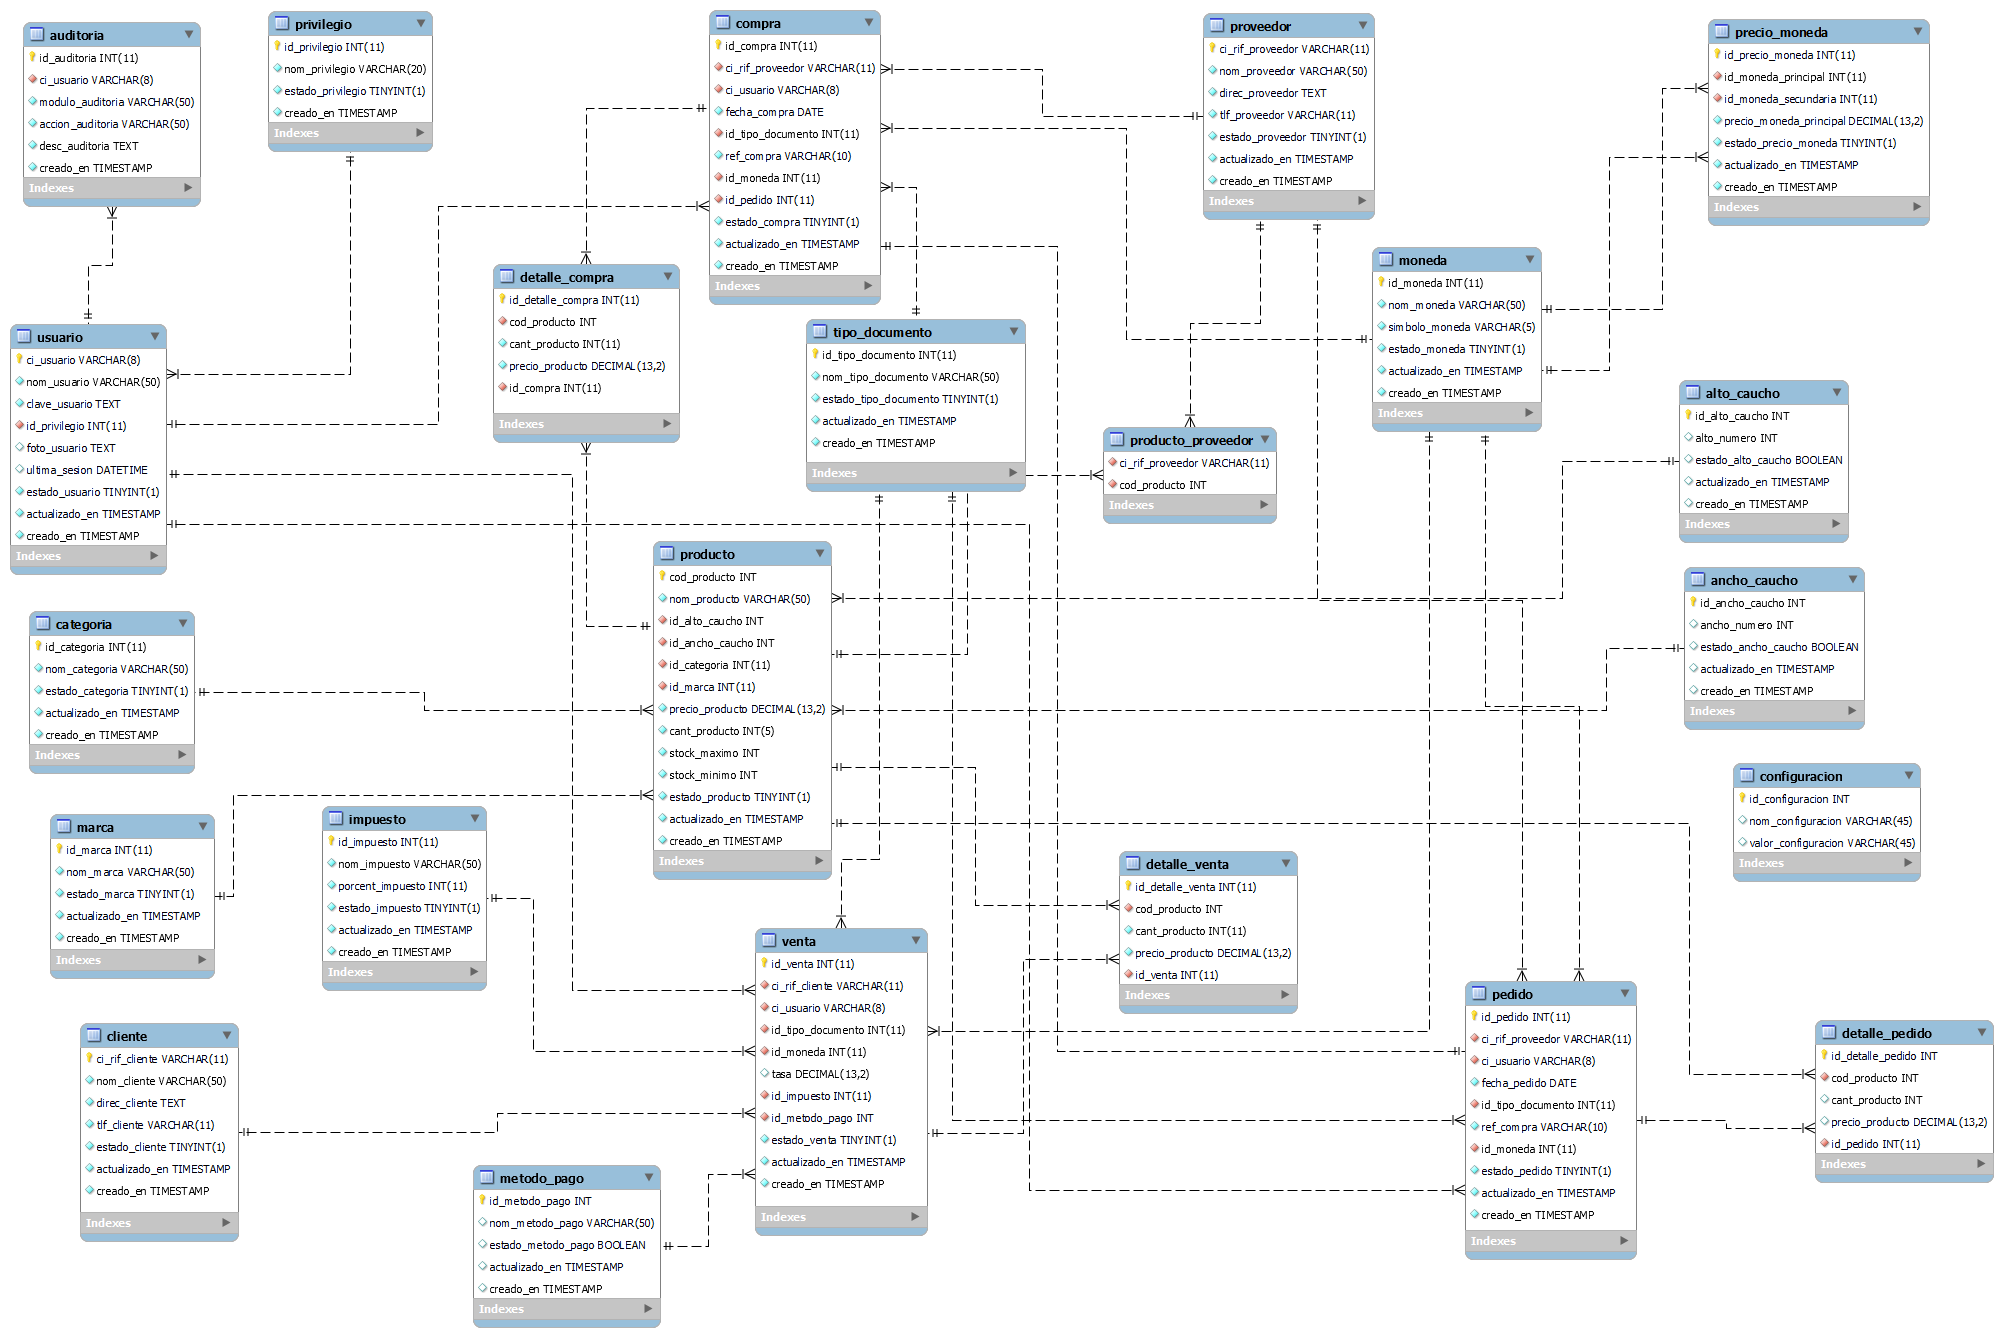 auditoria
id_auditoria INT(11)
ci_usuario VARCHAR(8)
modulo_auditoria VARCHAR(50)
accion_auditoria VARCHAR(50)
desc_auditoria TEXT
creado_en TIMESTAMP
Indexes
privilegio
id_privilegio INT(11)
nom_privilegio VARCHAR(20)
estado_privilegio TINYINT(1)
creado_en TIMESTAMP
Indexes
compra
id_compra INT(11)
ci_rif_proveedor VARCHAR(11)
ci_usuario VARCHAR(8)
fecha_compra DATE
id_tipo_documento INT(11)
ref_compra VARCHAR(10)
id_moneda INT(11)
id_pedido INT(11)
estado_compra TINYINT(1)
actualizado_en TIMESTAMP
creado_en TIMESTAMP
Indexes
proveedor
ci_rif_proveedor VARCHAR(11)
nom_proveedor VARCHAR(50)
direc_proveedor TEXT
tlf_proveedor VARCHAR(11)
estado_proveedor TINYINT(1)
actualizado_en TIMESTAMP
creado_en TIMESTAMP
Indexes
precio_moneda
id_precio_moneda INT(11)
id_moneda_principal INT(11)
id_moneda_secundaria INT(11)
precio_moneda_principal DECIMAL(13,2)
estado_precio_moneda TINYINT(1)
actualizado_en TIMESTAMP
creado_en TIMESTAMP
Indexes
usuario
ci_usuario VARCHAR(8)
nom_usuario VARCHAR(50)
clave_usuario TEXT
id_privilegio INT(11)
foto_usuario TEXT
ultima_sesion DATETIME
estado_usuario TINYINT(1)
actualizado_en TIMESTAMP
creado_en TIMESTAMP
Indexes
detalle_compra
id_detalle_compra INT(11)
cod_producto INT
cant_producto INT(11)
precio_producto DECIMAL(13,2)
id_compra INT(11)
Indexes
tipo_documento
id_tipo_documento INT(11)
nom_tipo_documento VARCHAR(50)
estado_tipo_documento TINYINT(1)
actualizado_en TIMESTAMP
creado_en TIMESTAMP
Indexes
moneda
id_moneda INT(11)
nom_moneda VARCHAR(50)
simbolo_moneda VARCHAR(5)
estado_moneda TINYINT(1)
actualizado_en TIMESTAMP
creado_en TIMESTAMP
Indexes
producto_proveedor
ci_rif_proveedor VARCHAR(11)
cod_producto INT
Indexes
alto_caucho
id_alto_caucho INT
alto_numero INT
estado_alto_caucho BOOLEAN
actualizado_en TIMESTAMP
creado_en TIMESTAMP
Indexes
producto
cod_producto INT
nom_producto VARCHAR(50)
id_alto_caucho INT
id_ancho_caucho INT
id_categoria INT(11)
id_marca INT(11)
precio_producto DECIMAL(13,2)
cant_producto INT(5)
stock_maximo INT
stock_minimo INT
estado_producto TINYINT(1)
actualizado_en TIMESTAMP
creado_en TIMESTAMP
Indexes
ancho_caucho
id_ancho_caucho INT
ancho_numero INT
estado_ancho_caucho BOOLEAN
actualizado_en TIMESTAMP
creado_en TIMESTAMP
Indexes
categoria
id_categoria INT(11)
nom_categoria VARCHAR(50)
estado_categoria TINYINT(1)
actualizado_en TIMESTAMP
creado_en TIMESTAMP
Indexes
configuracion
id_configuracion INT
nom_configuracion VARCHAR(45)
valor_configuracion VARCHAR(45)
Indexes
marca
id_marca INT(11)
nom_marca VARCHAR(50)
estado_marca TINYINT(1)
actualizado_en TIMESTAMP
creado_en TIMESTAMP
Indexes
impuesto
id_impuesto INT(11)
nom_impuesto VARCHAR(50)
porcent_impuesto INT(11)
estado_impuesto TINYINT(1)
actualizado_en TIMESTAMP
creado_en TIMESTAMP
Indexes
detalle_venta
id_detalle_venta INT(11)
cod_producto INT
cant_producto INT(11)
precio_producto DECIMAL(13,2)
id_venta INT(11)
Indexes
venta
id_venta INT(11)
ci_rif_cliente VARCHAR(11)
ci_usuario VARCHAR(8)
id_tipo_documento INT(11)
id_moneda INT(11)
tasa DECIMAL(13,2)
id_impuesto INT(11)
id_metodo_pago INT
estado_venta TINYINT(1)
actualizado_en TIMESTAMP
creado_en TIMESTAMP
Indexes
pedido
id_pedido INT(11)
ci_rif_proveedor VARCHAR(11)
ci_usuario VARCHAR(8)
fecha_pedido DATE
id_tipo_documento INT(11)
ref_compra VARCHAR(10)
id_moneda INT(11)
estado_pedido TINYINT(1)
actualizado_en TIMESTAMP
creado_en TIMESTAMP
Indexes
detalle_pedido
id_detalle_pedido INT
cod_producto INT
cant_producto INT
precio_producto DECIMAL(13,2)
id_pedido INT(11)
Indexes
cliente
ci_rif_cliente VARCHAR(11)
nom_cliente VARCHAR(50)
direc_cliente TEXT
tlf_cliente VARCHAR(11)
estado_cliente TINYINT(1)
actualizado_en TIMESTAMP
creado_en TIMESTAMP
Indexes
metodo_pago
id_metodo_pago INT
nom_metodo_pago VARCHAR(50)
estado_metodo_pago BOOLEAN
actualizado_en TIMESTAMP
creado_en TIMESTAMP
Indexes